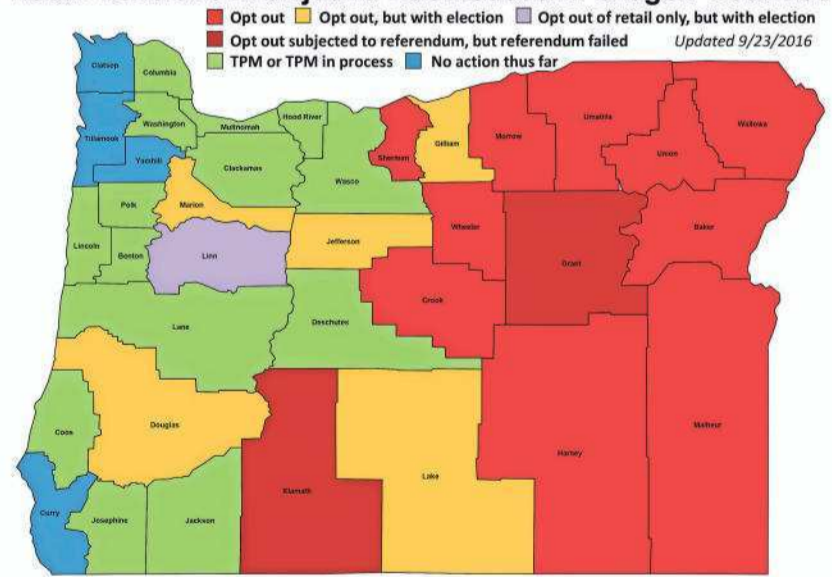 Opt out Opt out, but with election Opt out of retail only, but with election
Opt out subjected to referendum, but referendum failed Updated 9/23/2016
TPM or TPM in process No action thus far
Clatsop
Columbia
Tillamook
Washington
Multnomah
Hood River
Yamhill
Clackamas
Wasco
Sherman
Gilliam
Morrow
Umatilla
Union
Wallowa
Polk
Marion
Lincoln
Benton
Linn
Jefferson
Wheeler
Grant
Baker
Crook
Lane
Deschutes
Coos
Douglas
Klamath
Lake
Harney
Malheur
Curry
Josephine
Jackson